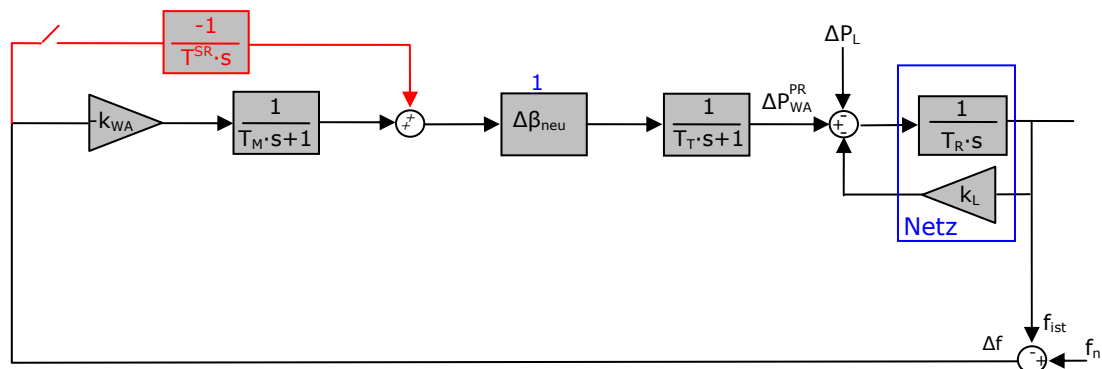 -1
T^SR·s
ΔP_L
1
-k_WA
1
T_M·s+1
+
+
Δβ_neu
1
T_T·s+1
ΔP_WA^PR
-
+
-
1
T_R·s
k_L
Netz
f_ist
Δf
-
+
f_n